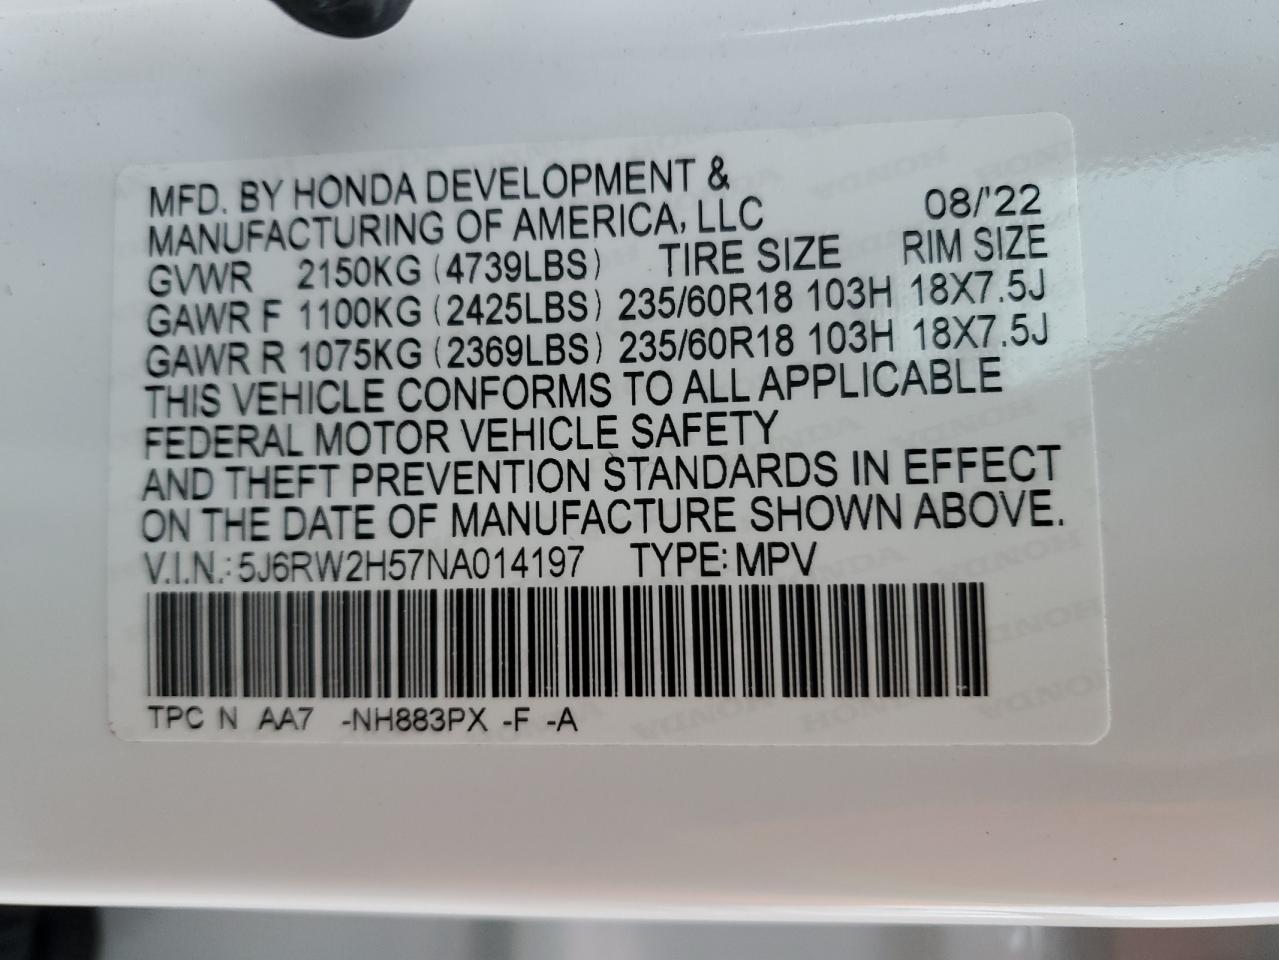 MFD. BY HONDA DEVELOPMENT &
MANUFACTURING OF AMERICA, LLC 08/'22
GVWR 2150KG (4739LBS) TIRE SIZE RIM SIZE
GAWR F 1100KG (2425LBS) 235/60R18 103H 18X7.5J
GAWR R 1075KG (2369LBS) 235/60R18 103H 18X7.5J
THIS VEHICLE CONFORMS TO ALL APPLICABLE
FEDERAL MOTOR VEHICLE SAFETY
AND THEFT PREVENTION STANDARDS IN EFFECT
ON THE DATE OF MANUFACTURE SHOWN ABOVE.
V.I.N.: 5J6RW2H57NA014197 TYPE: MPV
TPC N AA7 -NH883PX -F -A